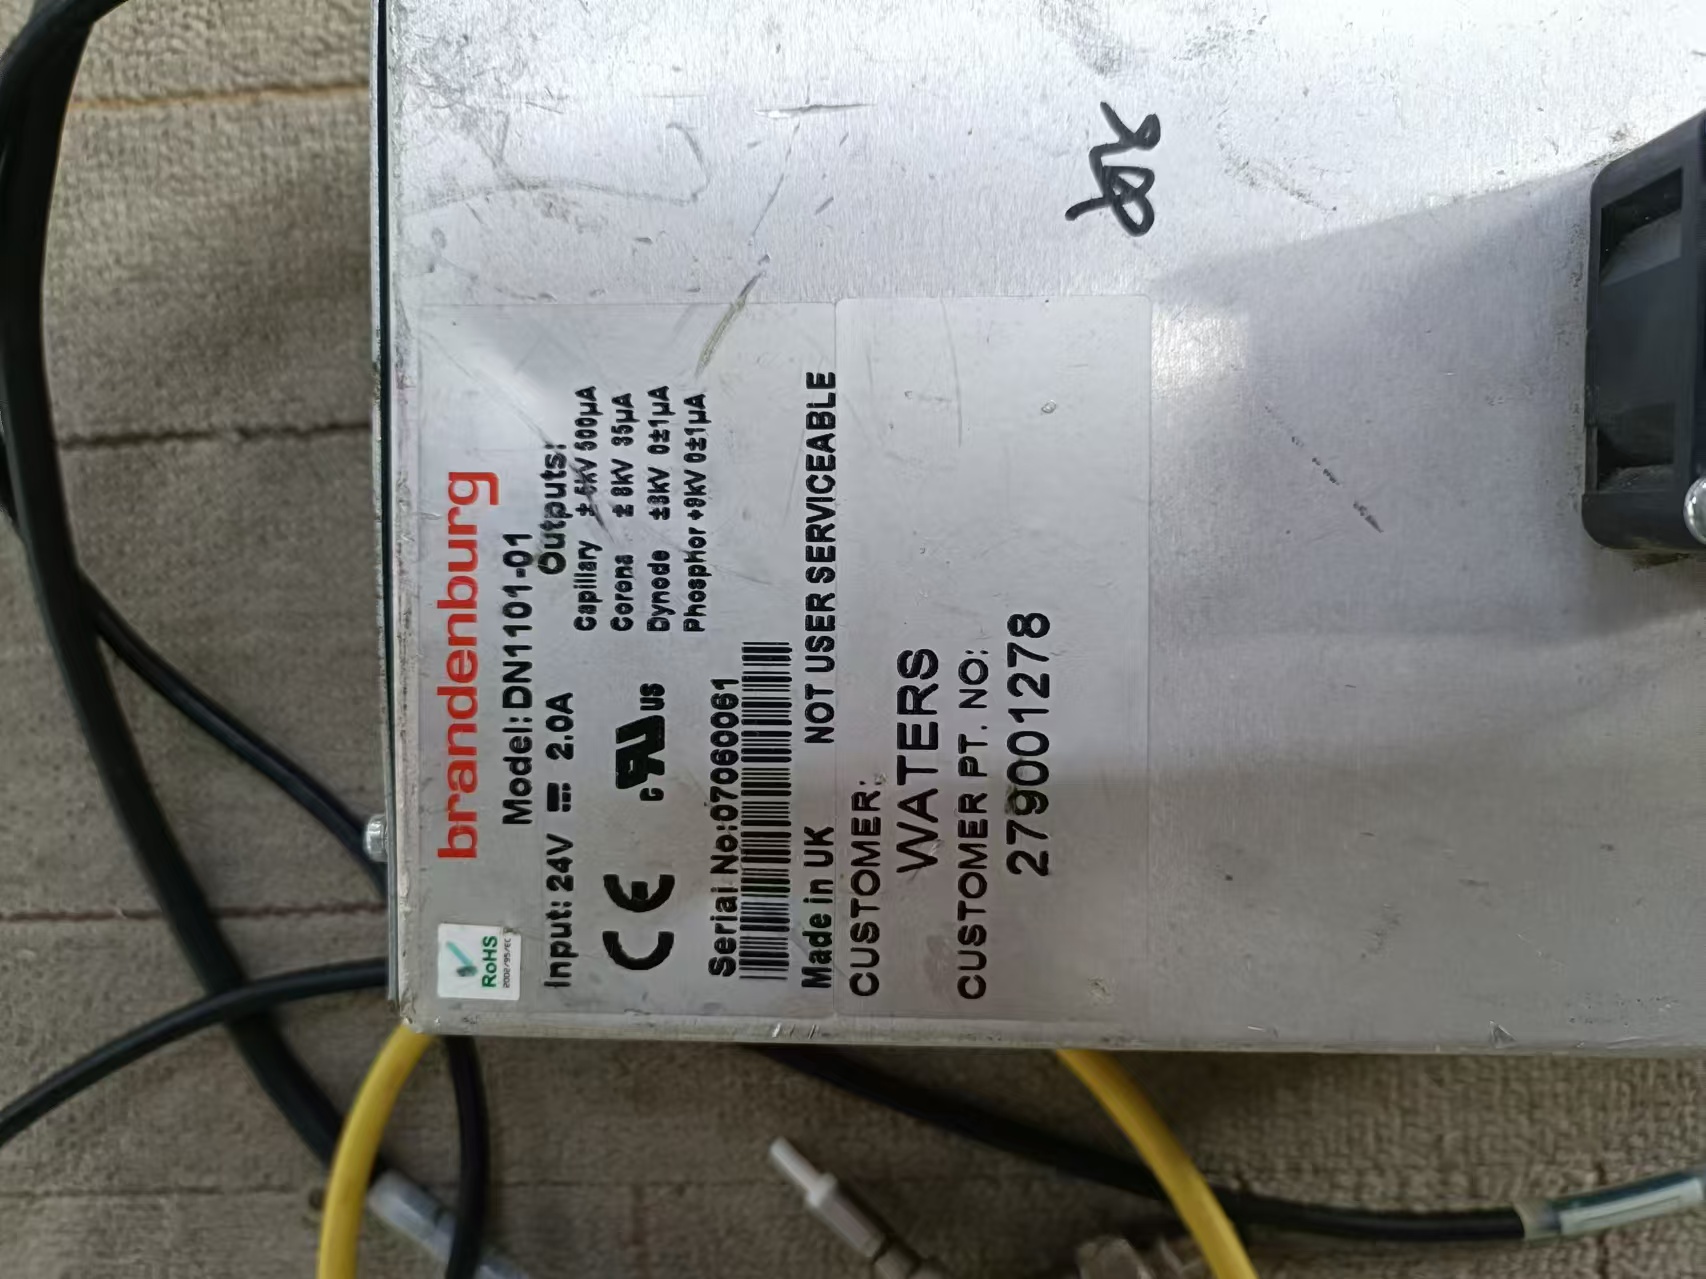 brandenburg
Model: DN1101-01
Input: 24V 2.0A
Outputs:
Capillary ± 5kV 500µA
Corona ± 8kV 35µA
Dynode ±8kV 0±1µA
Phosphor +9kV 0±1µA
CE
c RU US
RoHS
2002/95/EC
Serial No:07060061
Made in UK NOT USER SERVICEABLE
CUSTOMER:
WATERS
CUSTOMER PT. NO:
279001278